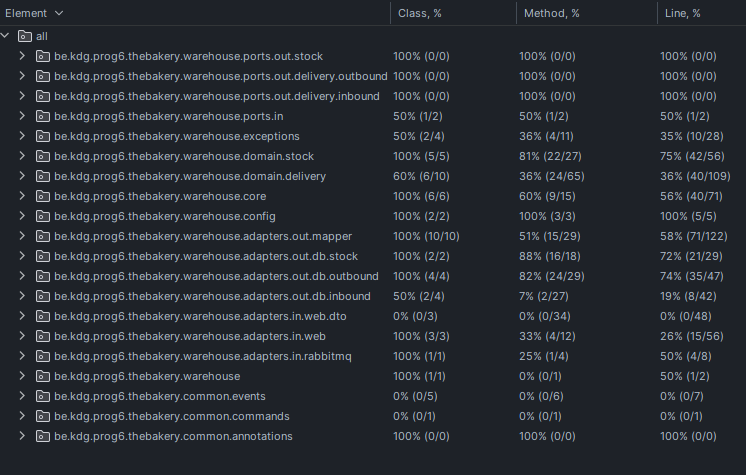 Element Class, % Method, % Line, %
all
be.kdg.prog6.thebakery.warehouse.ports.out.stock 100% (0/0) 100% (0/0) 100% (0/0)
be.kdg.prog6.thebakery.warehouse.ports.out.delivery.outbound 100% (0/0) 100% (0/0) 100% (0/0)
be.kdg.prog6.thebakery.warehouse.ports.out.delivery.inbound 100% (0/0) 100% (0/0) 100% (0/0)
be.kdg.prog6.thebakery.warehouse.ports.in 50% (1/2) 50% (1/2) 50% (1/2)
be.kdg.prog6.thebakery.warehouse.exceptions 50% (2/4) 36% (4/11) 35% (10/28)
be.kdg.prog6.thebakery.warehouse.domain.stock 100% (5/5) 81% (22/27) 75% (42/56)
be.kdg.prog6.thebakery.warehouse.domain.delivery 60% (6/10) 36% (24/65) 36% (40/109)
be.kdg.prog6.thebakery.warehouse.core 100% (6/6) 60% (9/15) 56% (40/71)
be.kdg.prog6.thebakery.warehouse.config 100% (2/2) 100% (3/3) 100% (5/5)
be.kdg.prog6.thebakery.warehouse.adapters.out.mapper 100% (10/10) 51% (15/29) 58% (71/122)
be.kdg.prog6.thebakery.warehouse.adapters.out.db.stock 100% (2/2) 88% (16/18) 72% (21/29)
be.kdg.prog6.thebakery.warehouse.adapters.out.db.outbound 100% (4/4) 82% (24/29) 74% (35/47)
be.kdg.prog6.thebakery.warehouse.adapters.out.db.inbound 50% (2/4) 7% (2/27) 19% (8/42)
be.kdg.prog6.thebakery.warehouse.adapters.in.web.dto 0% (0/3) 0% (0/34) 0% (0/48)
be.kdg.prog6.thebakery.warehouse.adapters.in.web 100% (3/3) 33% (4/12) 26% (15/56)
be.kdg.prog6.thebakery.warehouse.adapters.in.rabbitmq 100% (1/1) 25% (1/4) 50% (4/8)
be.kdg.prog6.thebakery.warehouse 100% (1/1) 0% (0/1) 50% (1/2)
be.kdg.prog6.thebakery.common.events 0% (0/5) 0% (0/6) 0% (0/7)
be.kdg.prog6.thebakery.common.commands 0% (0/1) 0% (0/1) 0% (0/1)
be.kdg.prog6.thebakery.common.annotations 100% (0/0) 100% (0/0) 100% (0/0)